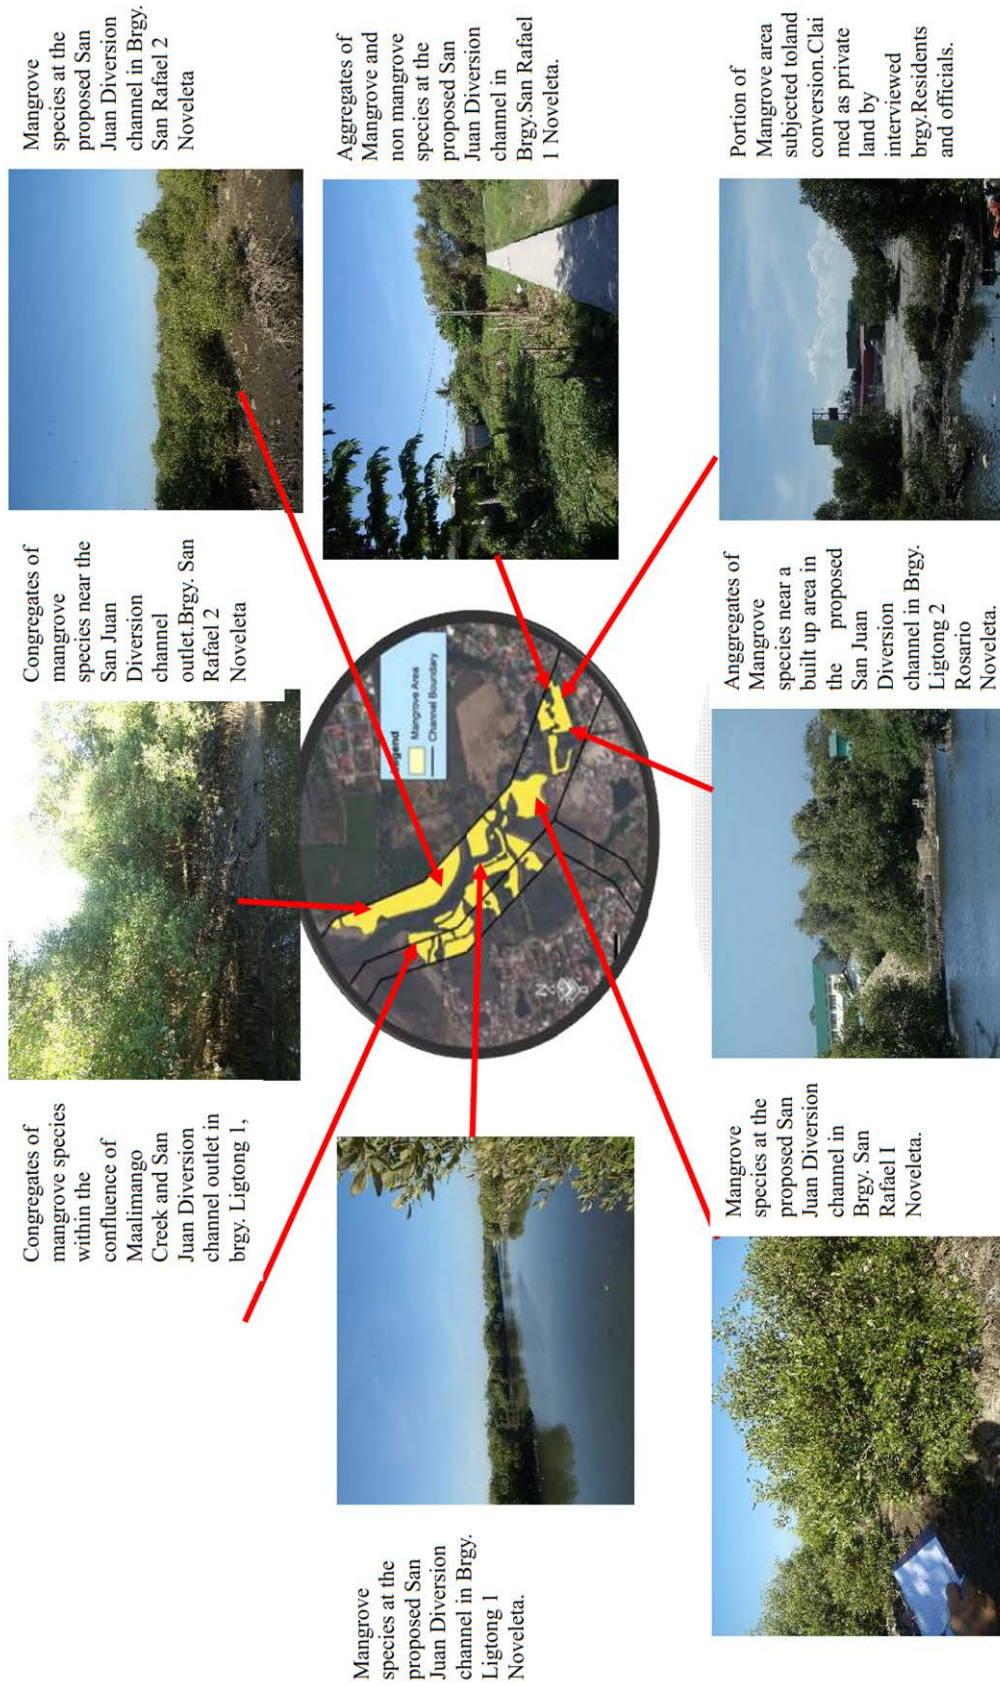 Congregates of
mangrove species
within the
confluence of
Maalimango
Creek and San
Juan Diversion
channel outlet in
brgy. Ligtong 1,
Congregates of
mangrove
species near the
San Juan
Diversion
channel
outlet.Brgy. San
Rafael 2
Noveleta
Mangrove
species at the
proposed San
Juan Diversion
channel in Brgy.
San Rafael 2
Noveleta
Mangrove
species at the
proposed San
Juan Diversion
channel in Brgy.
Ligtong 1
Noveleta.
Legend
Mangrove Area
Channel Boundary
N
Aggregates of
Mangrove and
non mangrove
species at the
proposed San
Juan Diversion
channel in
Brgy.San Rafael
1 Noveleta.
Mangrove
species at the
proposed San
Juan Diversion
channel in
Brgy. San
Rafael I
Noveleta.
Anggregates of
Mangrove
species near a
built up area in
the proposed
San Juan
Diversion
channel in Brgy.
Ligtong 2
Rosario
Noveleta.
Portion of
Mangrove area
subjected toland
conversion.Clai
med as private
land by
interviewed
brgy.Residents
and officials.